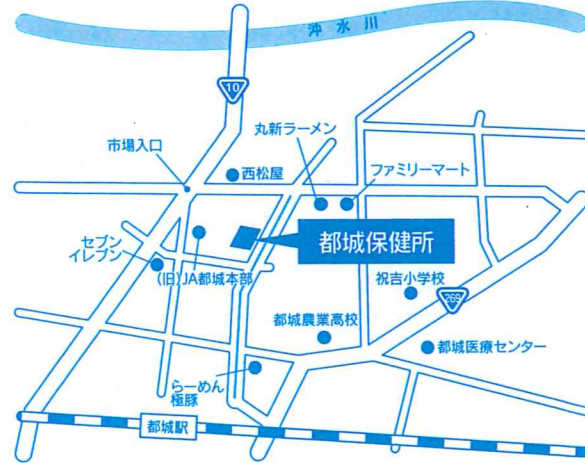 沖水川
10
丸新ラーメン
市場入口
西松屋
ファミリーマート
都城保健所
セブン
イレブン
(旧)JA都城本部
祝吉小学校
269
都城農業高校
都城医療センター
らーめん
極豚
都城駅